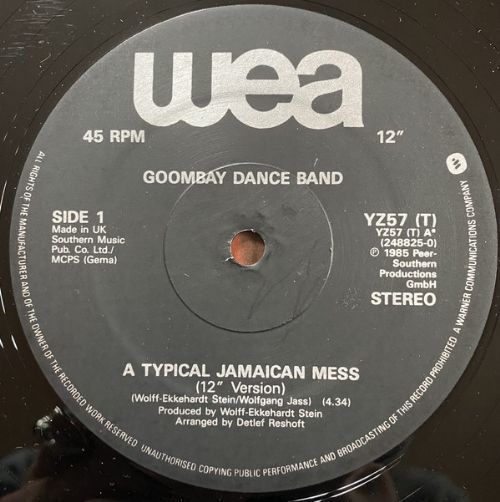 wea
45 RPM
12"
GOOMBAY DANCE BAND
SIDE 1
Made in UK
Southern Music
Pub. Co. Ltd./
MCPS (Gema)
YZ57 (T)
YZ57 (T) A*
(248825-0)
℗ 1985 Peer-
Southern
Productions
GmbH
STEREO
A TYPICAL JAMAICAN MESS
(12" Version)
(Wolff-Ekkehardt Stein/Wolfgang Jass) (4.34)
Produced by Wolff-Ekkehardt Stein
Arranged by Detlef Reshoft
ALL RIGHTS OF THE MANUFACTURER AND OF THE OWNER OF THE RECORDED WORK RESERVED UNAUTHORISED COPYING PUBLIC PERFORMANCE AND BROADCASTING OF THIS RECORD PROHIBITED A WARNER COMMUNICATIONS COMPANY